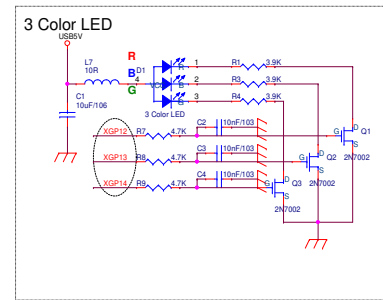 3 Color LED
USB5V
L7
10R
R
B
G
D1
4
VCC
R
G
B
3 Color LED
1
2
3
R1
3.9K
R3
3.9K
R4
3.9K
C1
10uF/106
C2
10nF/103
XGP12
R7
4.7K
C3
10nF/103
XGP13
R8
4.7K
C4
10nF/103
XGP14
R9
4.7K
G
D
S
Q1
2N7002
G
D
S
Q2
2N7002
G
D
S
Q3
2N7002